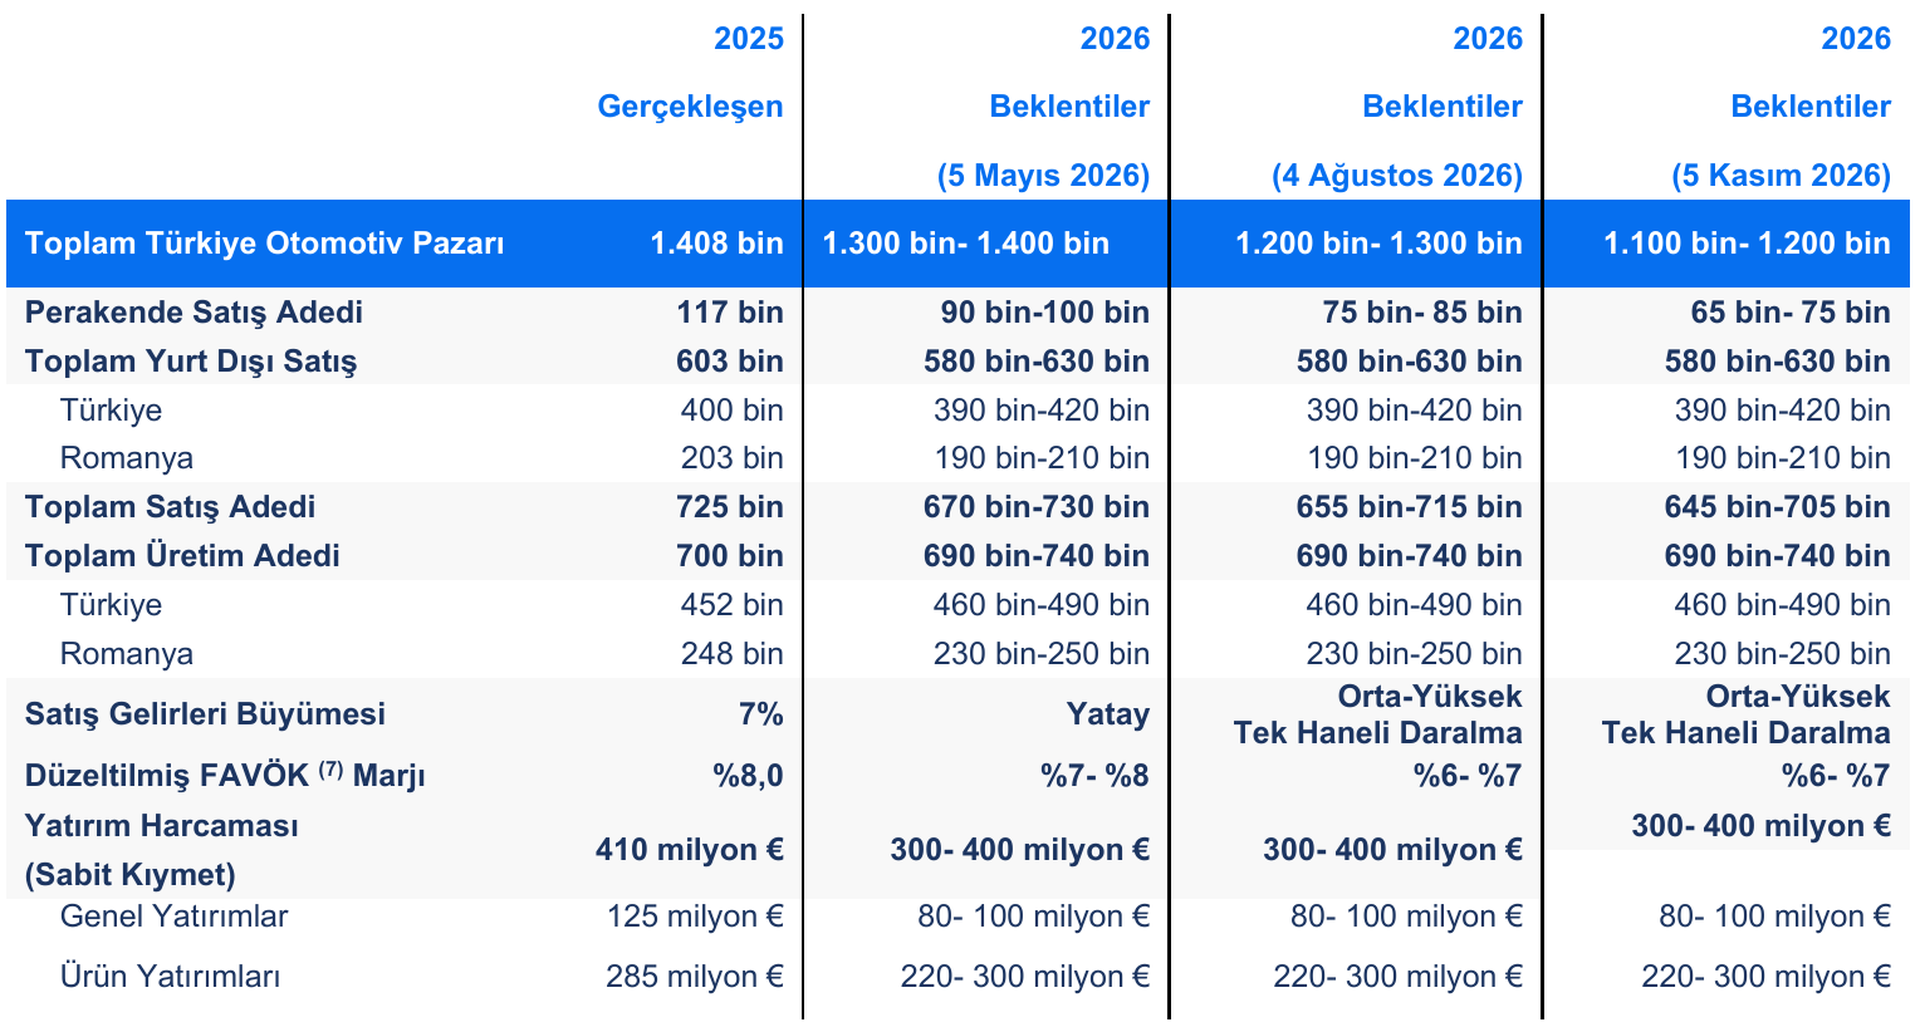 2025 2026 2026 2026
Gerçekleşen Beklentiler Beklentiler Beklentiler
(5 Mayıs 2026) (4 Ağustos 2026) (5 Kasım 2026)
Toplam Türkiye Otomotiv Pazarı 1.408 bin 1.300 bin- 1.400 bin 1.200 bin- 1.300 bin 1.100 bin- 1.200 bin
Perakende Satış Adedi 117 bin 90 bin-100 bin 75 bin- 85 bin 65 bin- 75 bin
Toplam Yurt Dışı Satış 603 bin 580 bin-630 bin 580 bin-630 bin 580 bin-630 bin
Türkiye 400 bin 390 bin-420 bin 390 bin-420 bin 390 bin-420 bin
Romanya 203 bin 190 bin-210 bin 190 bin-210 bin 190 bin-210 bin
Toplam Satış Adedi 725 bin 670 bin-730 bin 655 bin-715 bin 645 bin-705 bin
Toplam Üretim Adedi 700 bin 690 bin-740 bin 690 bin-740 bin 690 bin-740 bin
Türkiye 452 bin 460 bin-490 bin 460 bin-490 bin 460 bin-490 bin
Romanya 248 bin 230 bin-250 bin 230 bin-250 bin 230 bin-250 bin
Orta-Yüksek Orta-Yüksek
Satış Gelirleri Büyümesi 7% Yatay
Tek Haneli Daralma Tek Haneli Daralma
Düzeltilmiş FAVÖK (7) Marjı %8,0 %7- %8 %6- %7 %6- %7
Yatırım Harcaması 300- 400 milyon €
410 milyon € 300- 400 milyon € 300- 400 milyon €
(Sabit Kıymet)
Genel Yatırımlar 125 milyon € 80- 100 milyon € 80- 100 milyon € 80- 100 milyon €
Ürün Yatırımları 285 milyon € 220- 300 milyon € 220- 300 milyon € 220- 300 milyon €